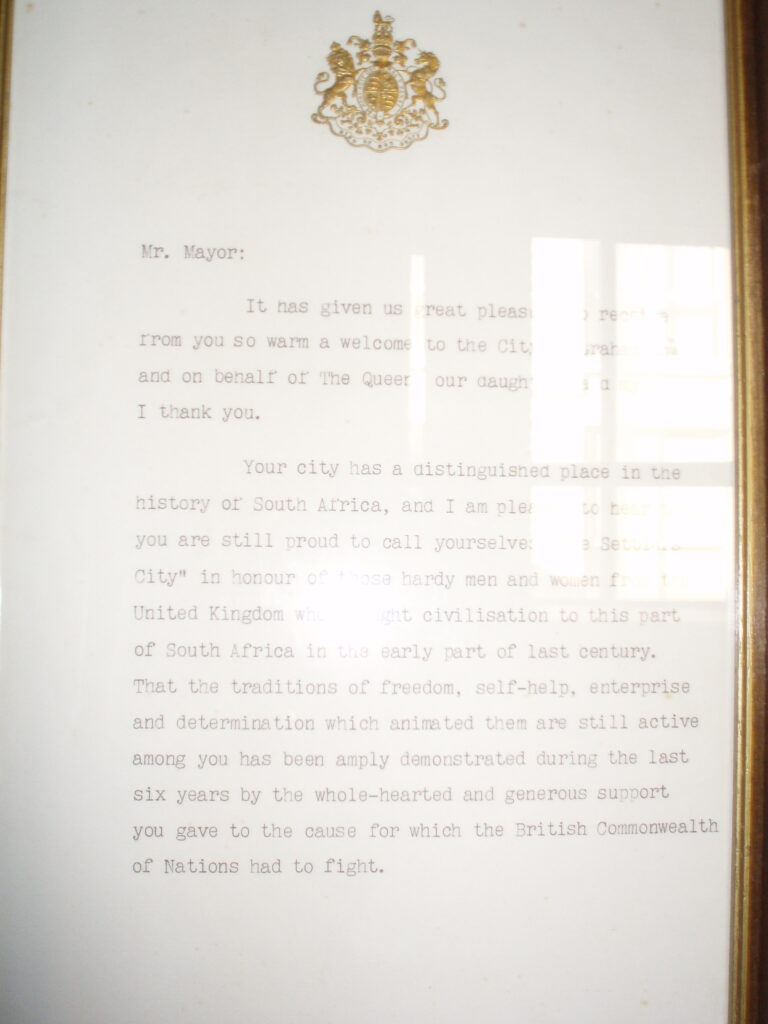 Mr. Mayor:
It has given us great
from you so warm a welcome to the City
and on behalf of The Queen our
I thank you.
Your city has a distinguished place in the
history of South Africa, and I am to
you are still proud to call yourselves
City" in honour of those hardy men and women from
United Kingdom civilisation to this part
of South Africa in the early part of last century.
That the traditions of freedom, self-help, enterprise
and determination which animated them are still active
among you has been amply demonstrated during the last
six years by the whole-hearted and generous support
you gave to the cause for which the British Commonwealth
of Nations had to fight.